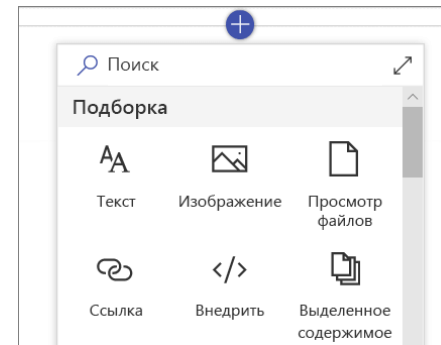 Поиск
Подборка
Текст
Изображение
Просмотр
файлов
Ссылка
Внедрить
Выделенное
содержимое